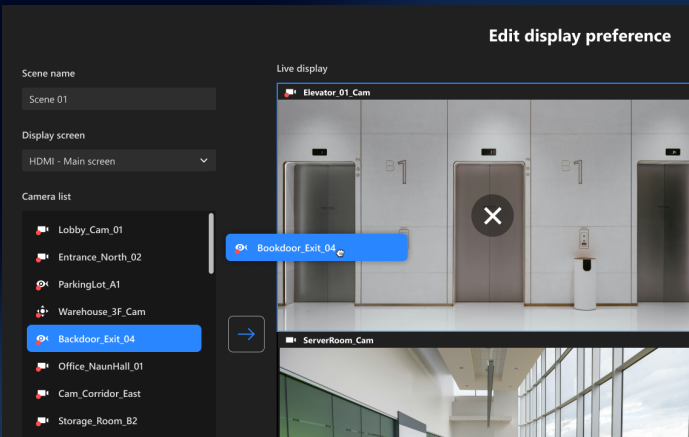 Edit display preference
Scene name
Scene 01
Display screen
HDMI - Main screen
Camera list
Lobby_Cam_01
Entrance_North_02
ParkingLot_A1
Warehouse_3F_Cam
Backdoor_Exit_04
Office_NaunHall_01
Cam_Corridor_East
Storage_Room_B2
Bookdoor_Exit_04
Live display
Elevator_01_Cam
B1
B1
ServerRoom_Cam